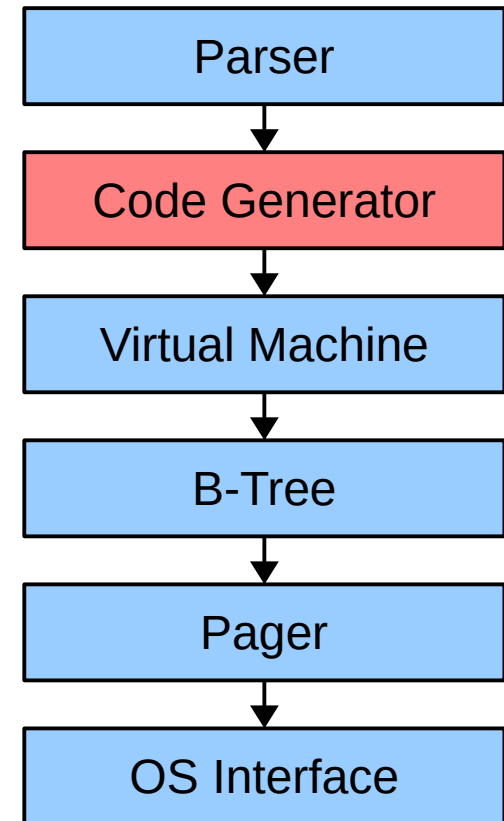 Parser
Code Generator
Virtual Machine
B-Tree
Pager
OS Interface